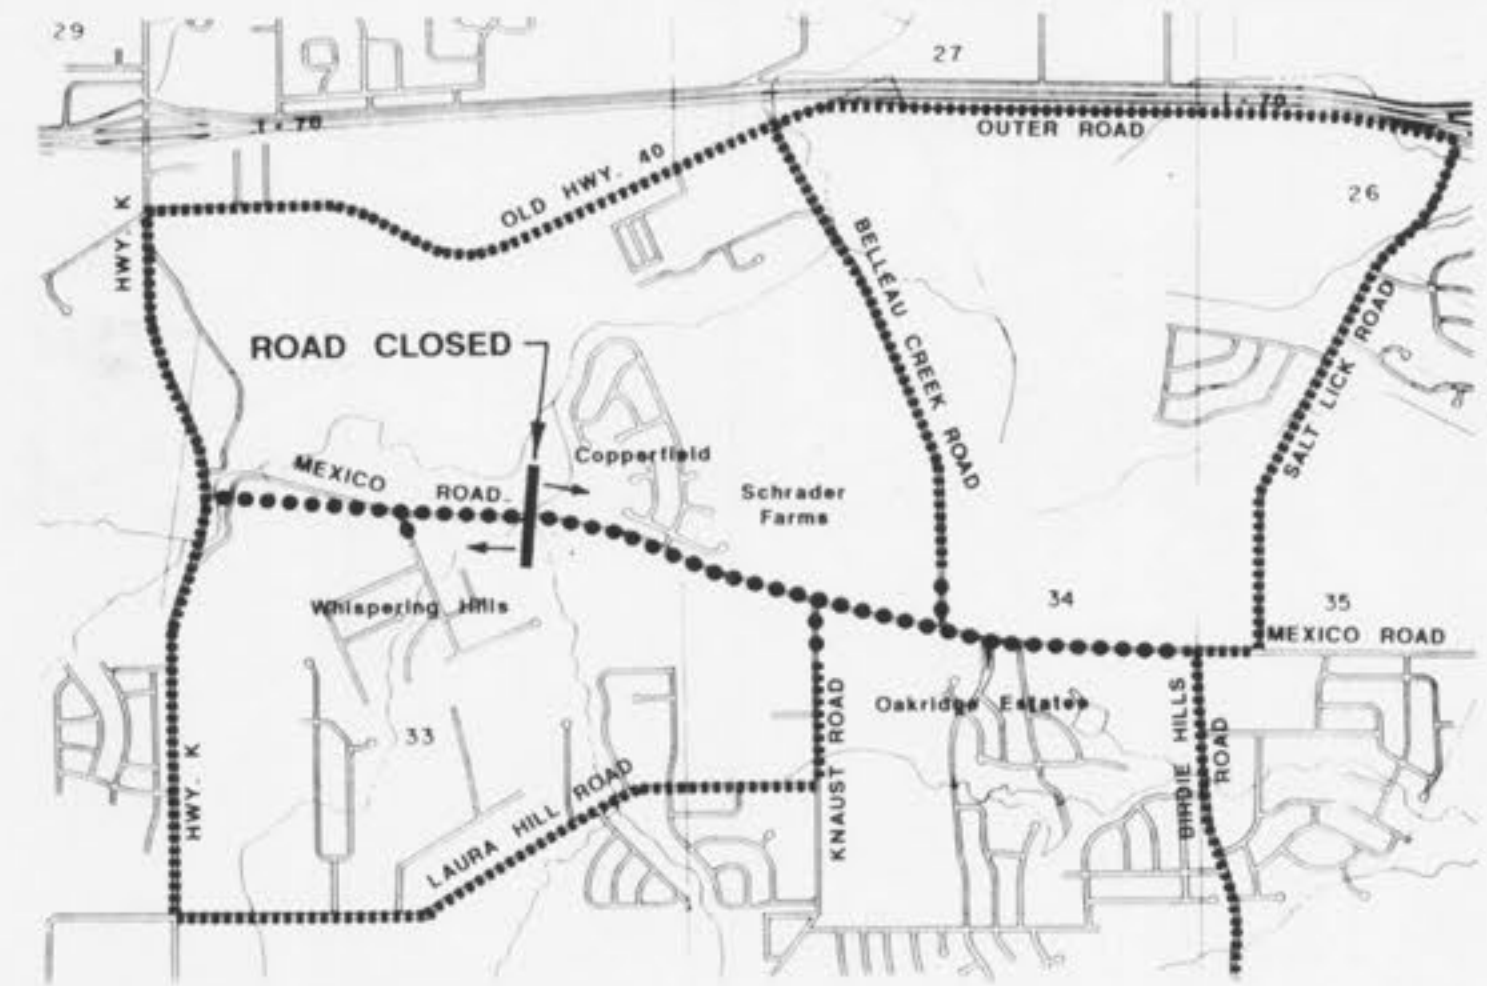 29
27
I - 70
I - 70
OUTER ROAD
OLD HWY. 40
26
HWY. K
BELLEAU CREEK ROAD
ROAD CLOSED
SALT LICK ROAD
Copperfield
MEXICO ROAD
Schrader
Farms
34
35
Whispering Hills
MEXICO ROAD
Oakridge Estates
33
HWY. K
LAURA HILL ROAD
KNAUST ROAD
BIRDIE HILLS
ROAD